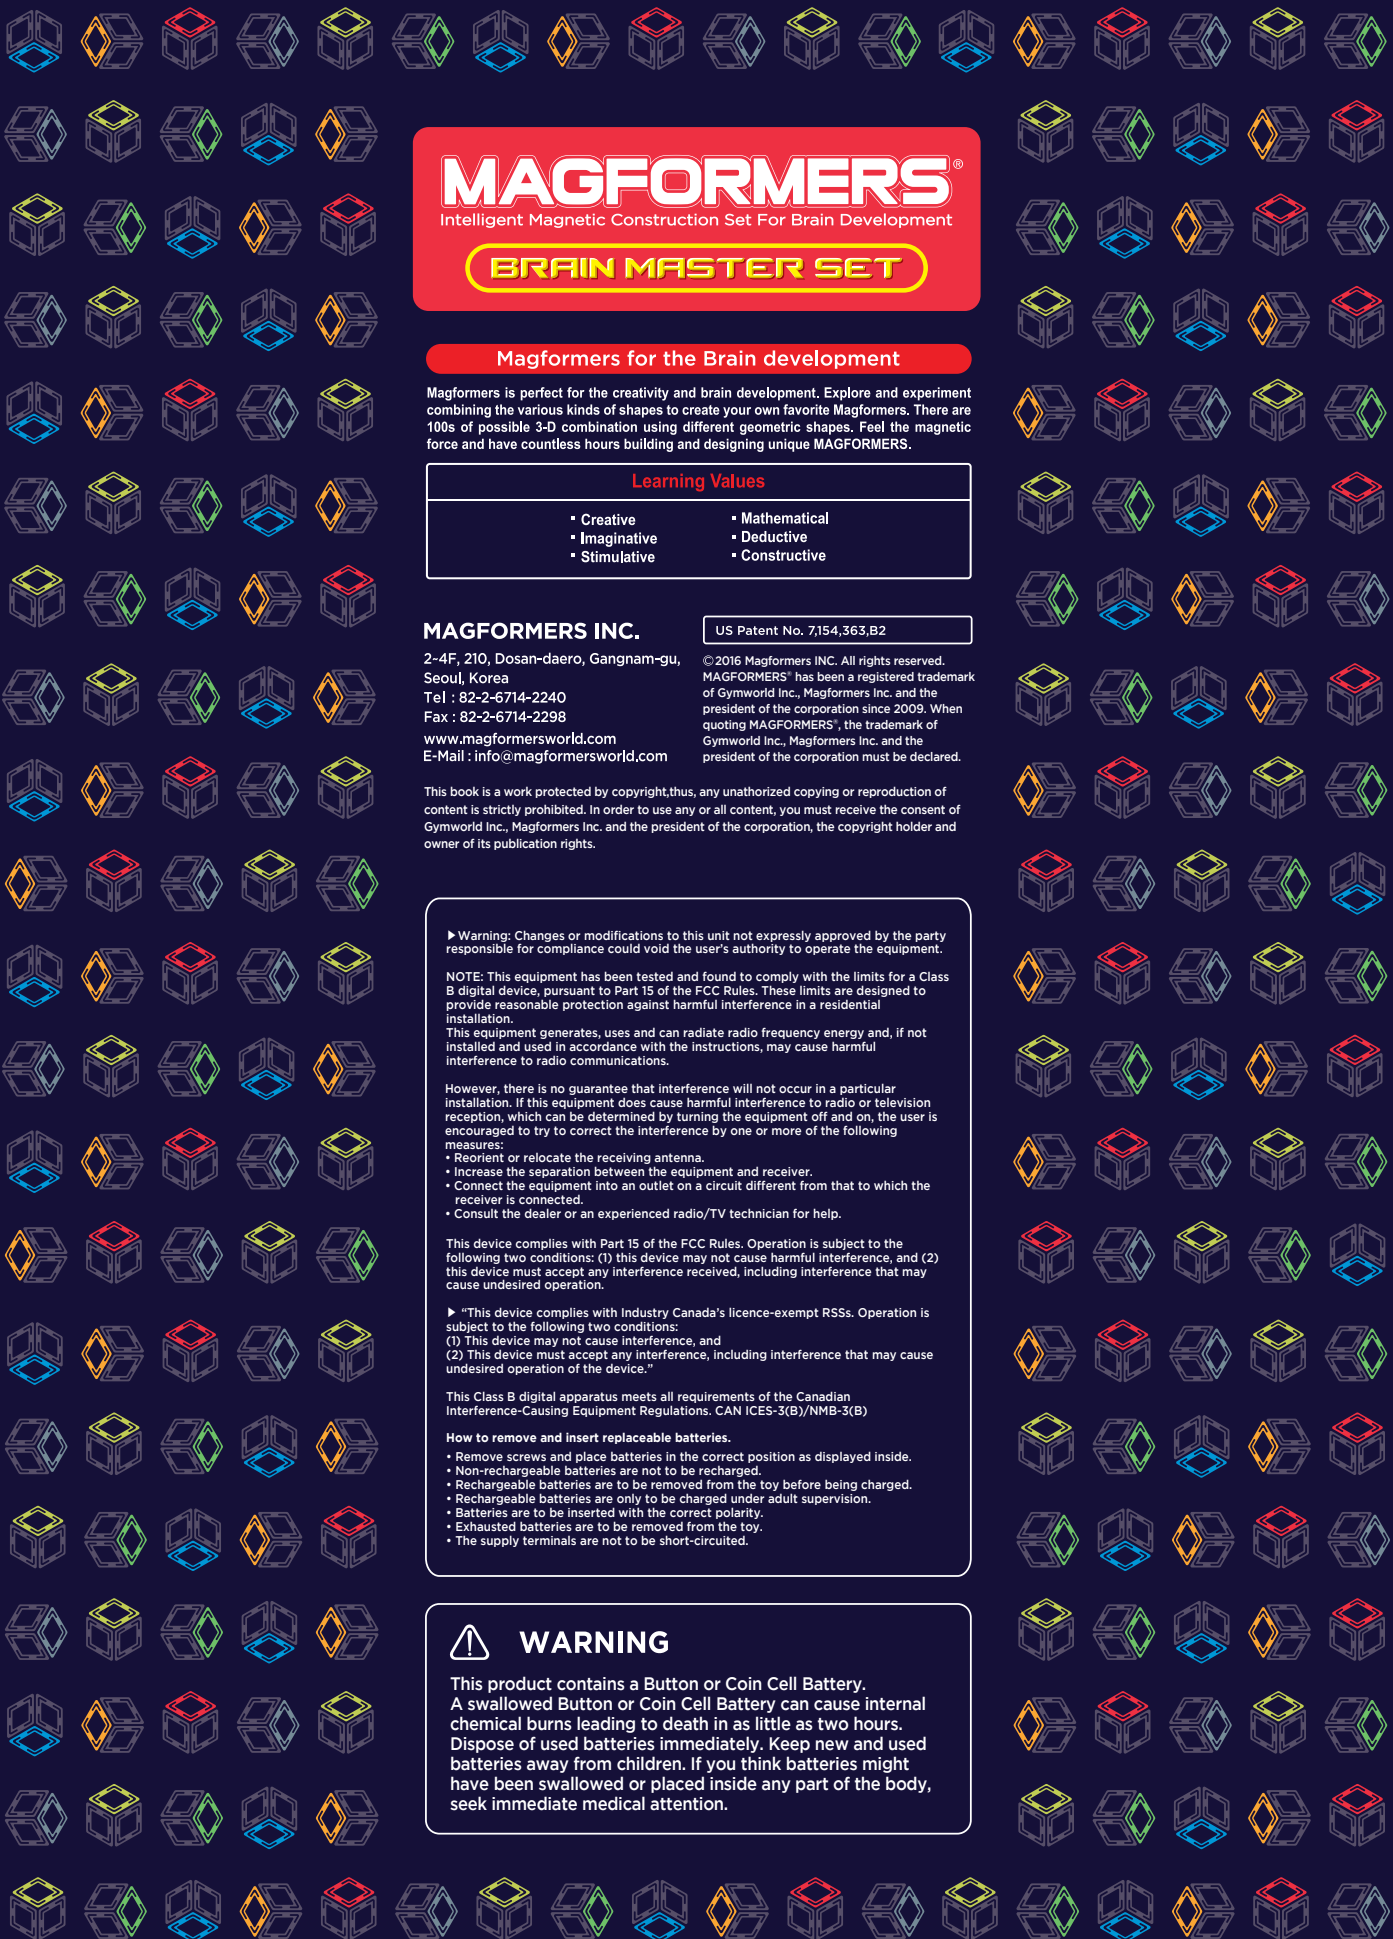 MAGFORMERS®
Intelligent Magnetic Construction Set For Brain Development
BRAIN MASTER SET
Magformers for the Brain development
Magformers is perfect for the creativity and brain development. Explore and experiment
combining the various kinds of shapes to create your own favorite Magformers. There are
100s of possible 3-D combination using different geometric shapes. Feel the magnetic
force and have countless hours building and designing unique MAGFORMERS.
Learning Values
▪ Creative
▪ Imaginative
▪ Stimulative
▪ Mathematical
▪ Deductive
▪ Constructive
MAGFORMERS INC.
2~4F, 210, Dosan-daero, Gangnam-gu,
Seoul, Korea
Tel : 82-2-6714-2240
Fax : 82-2-6714-2298
www.magformersworld.com
E-Mail : info@magformersworld.com
US Patent No. 7,154,363,B2
©2016 Magformers INC. All rights reserved.
MAGFORMERS® has been a registered trademark
of Gymworld Inc., Magformers Inc. and the
president of the corporation since 2009. When
quoting MAGFORMERS®, the trademark of
Gymworld Inc., Magformers Inc. and the
president of the corporation must be declared.
This book is a work protected by copyright,thus, any unathorized copying or reproduction of
content is strictly prohibited. In order to use any or all content, you must receive the consent of
Gymworld Inc., Magformers Inc. and the president of the corporation, the copyright holder and
owner of its publication rights.
▶Warning: Changes or modifications to this unit not expressly approved by the party
responsible for compliance could void the user's authority to operate the equipment.
NOTE: This equipment has been tested and found to comply with the limits for a Class
B digital device, pursuant to Part 15 of the FCC Rules. These limits are designed to
provide reasonable protection against harmful interference in a residential
installation.
This equipment generates, uses and can radiate radio frequency energy and, if not
installed and used in accordance with the instructions, may cause harmful
interference to radio communications.
However, there is no guarantee that interference will not occur in a particular
installation. If this equipment does cause harmful interference to radio or television
reception, which can be determined by turning the equipment off and on, the user is
encouraged to try to correct the interference by one or more of the following
measures:
• Reorient or relocate the receiving antenna.
• Increase the separation between the equipment and receiver.
• Connect the equipment into an outlet on a circuit different from that to which the
receiver is connected.
• Consult the dealer or an experienced radio/TV technician for help.
This device complies with Part 15 of the FCC Rules. Operation is subject to the
following two conditions: (1) this device may not cause harmful interference, and (2)
this device must accept any interference received, including interference that may
cause undesired operation.
▶ “This device complies with Industry Canada’s licence-exempt RSSs. Operation is
subject to the following two conditions:
(1) This device may not cause interference, and
(2) This device must accept any interference, including interference that may cause
undesired operation of the device.”
This Class B digital apparatus meets all requirements of the Canadian
Interference-Causing Equipment Regulations. CAN ICES-3(B)/NMB-3(B)
How to remove and insert replaceable batteries.
• Remove screws and place batteries in the correct position as displayed inside.
• Non-rechargeable batteries are not to be recharged.
• Rechargeable batteries are to be removed from the toy before being charged.
• Rechargeable batteries are only to be charged under adult supervision.
• Batteries are to be inserted with the correct polarity.
• Exhausted batteries are to be removed from the toy.
• The supply terminals are not to be short-circuited.
WARNING
This product contains a Button or Coin Cell Battery.
A swallowed Button or Coin Cell Battery can cause internal
chemical burns leading to death in as little as two hours.
Dispose of used batteries immediately. Keep new and used
batteries away from children. If you think batteries might
have been swallowed or placed inside any part of the body,
seek immediate medical attention.